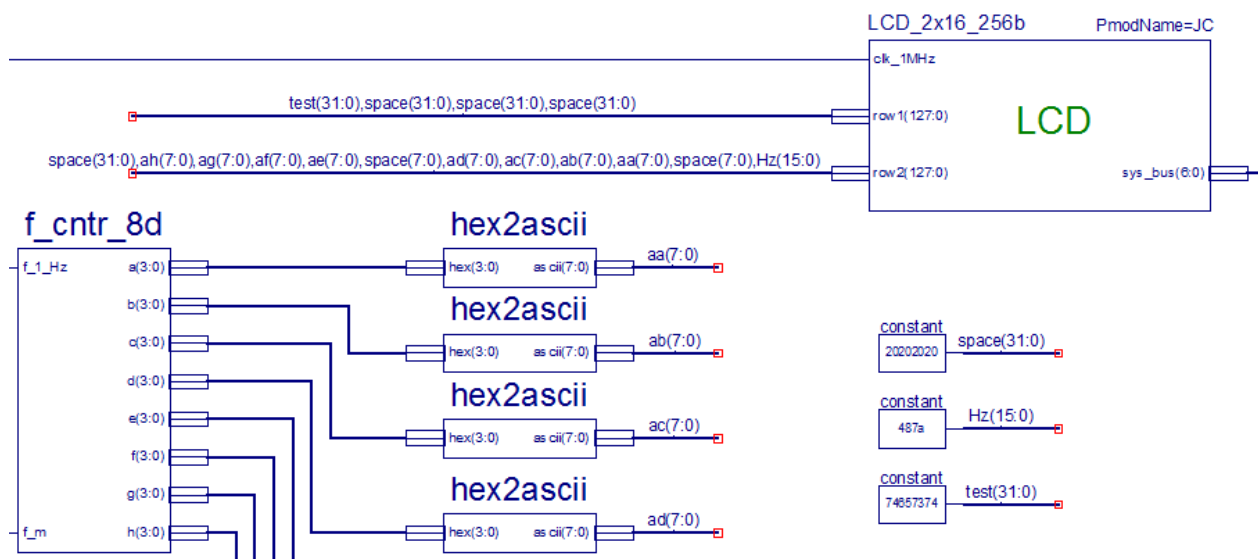 LCD_2x16_256b PmodName=JC
clk_1MHz
LCD
test(31:0),space(31:0),space(31:0),space(31:0)
row1(127:0)
space(31:0),ah(7:0),ag(7:0),af(7:0),ae(7:0),space(7:0),ad(7:0),ac(7:0),ab(7:0),aa(7:0),space(7:0),Hz(15:0)
row2(127:0) sys_bus(6:0)
f_cntr_8d hex2ascii
f_1_Hz a(3:0) hex(3:0) ascii(7:0) aa(7:0)
b(3:0) hex2ascii
c(3:0) hex(3:0) ascii(7:0) ab(7:0)
constant
20202020 space(31:0)
d(3:0) hex2ascii
e(3:0)
constant
487a Hz(15:0)
f(3:0) hex(3:0) ascii(7:0) ac(7:0)
g(3:0) hex2ascii
constant
74657374 test(31:0)
f_m h(3:0) hex(3:0) ascii(7:0) ad(7:0)